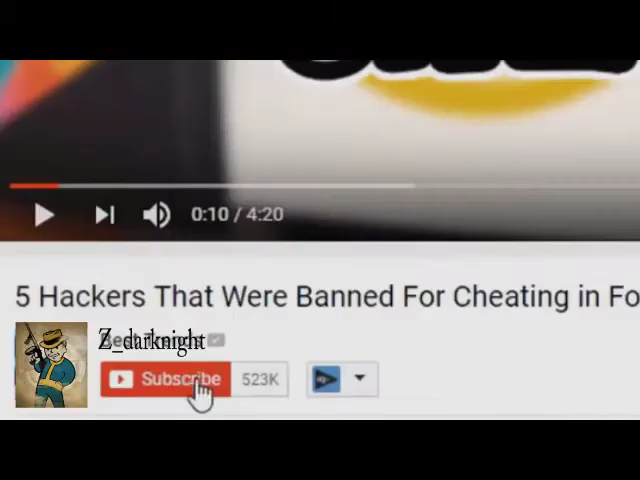 0:10 / 4:20
5 Hackers That Were Banned For Cheating in Fo
Z_darknight
Subscribe 523K